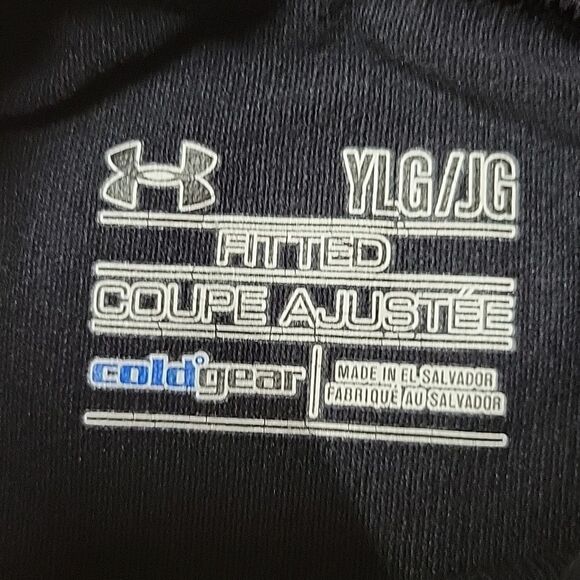 YLG/JG
FITTED
COUPE AJUSTÉE
coldgear
MADE IN EL SALVADOR
FABRIQUÉ AU SALVADOR